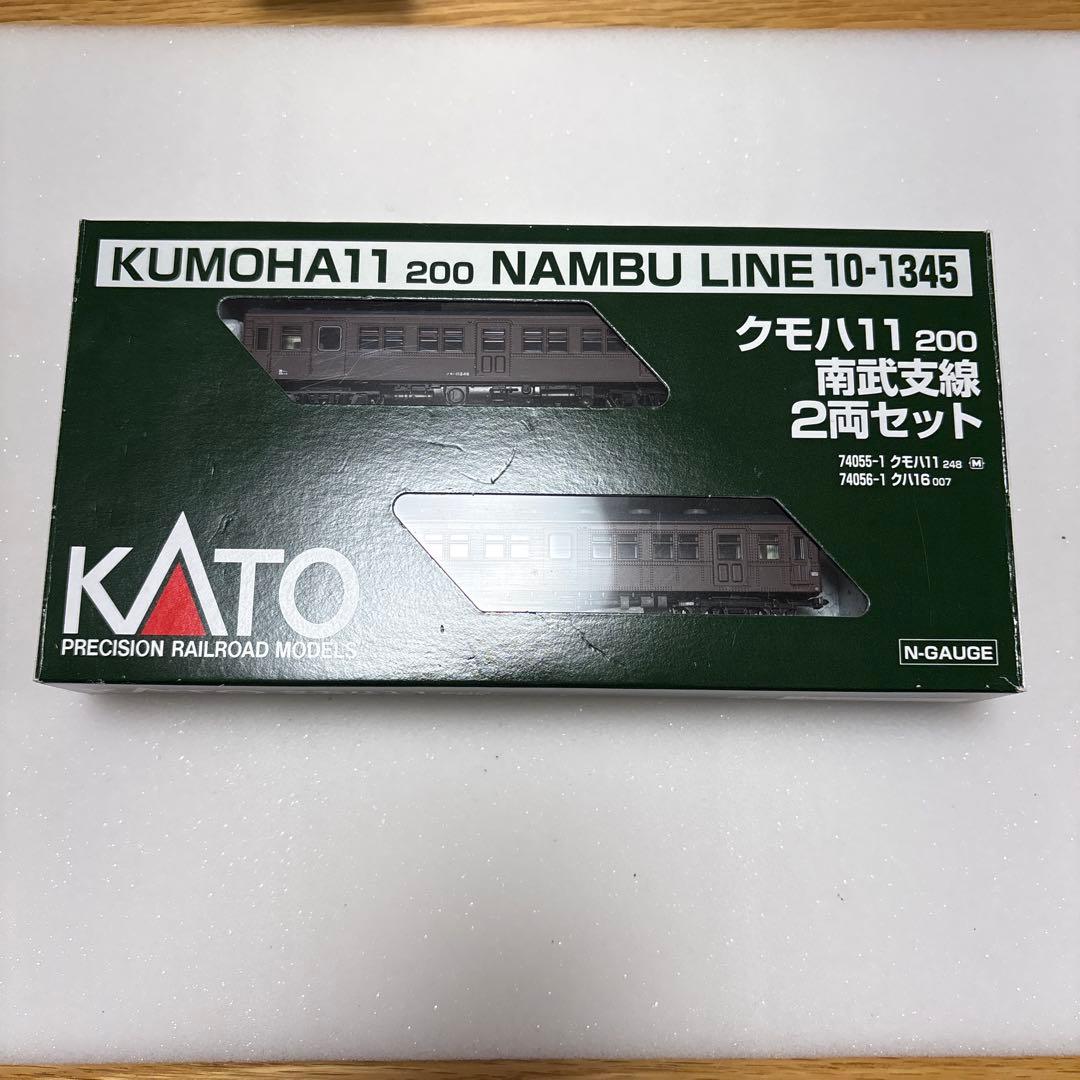 KUMOHA11 200 NAMBU LINE 10-1345
クモハ11 200
南武支線
2両セット
74055-1 クモハ11 248 M
74056-1 クハ16 007
KATO
PRECISION RAILROAD MODELS
N-GAUGE